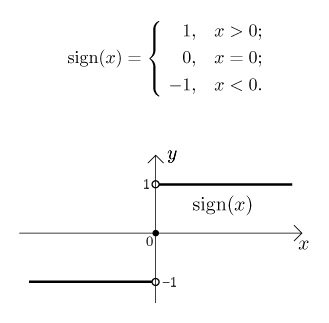 1, x > 0;
sign(x) = { 0, x = 0;
−1, x < 0.
y
1
sign(x)
0
x
−1